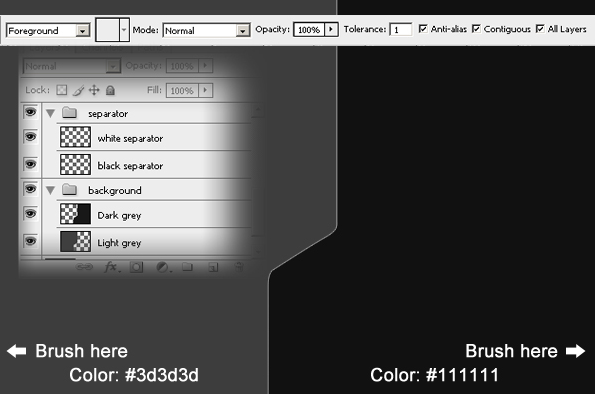 Foreground Mode: Normal Opacity: 100% Tolerance: 1 Anti-alias Contiguous All Layers
Normal Opacity: 100%
Lock: Fill: 100%
separator
white separator
black separator
background
Dark grey
Light grey
fx.
Brush here
Color: #3d3d3d
Brush here
Color: #111111